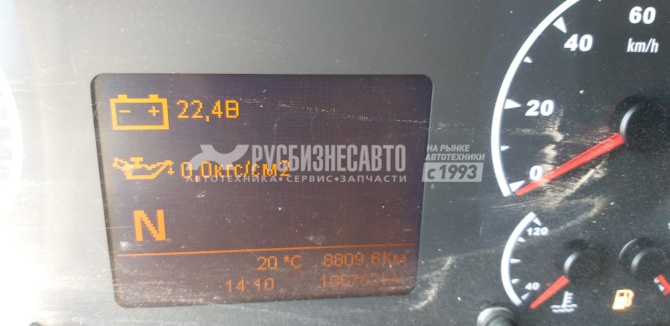 60
40 km/h
22,4В
20
РУСБИЗНЕСАВТО
АВТОТЕХНИКА•СЕРВИС•ЗАПЧАСТИ
НА РЫНКЕ
АВТОТЕХНИКИ
с 1993
0,0кгс/см2
0
N
120
20 °C 8809,6км
14:10
40